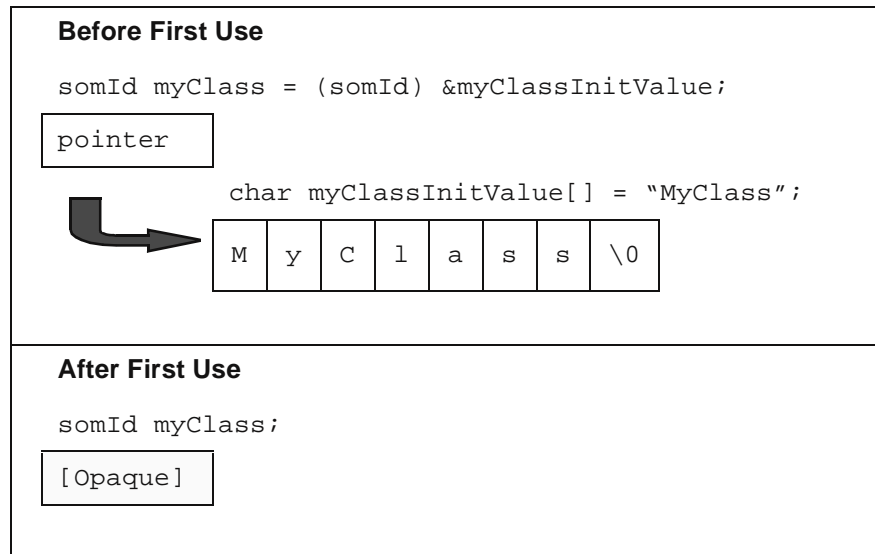 Before First Use
somId myClass = (somId) &myClassInitValue;
pointer
char myClassInitValue[] = “MyClass”;
M y C l a s s \0
After First Use
somId myClass;
[Opaque]